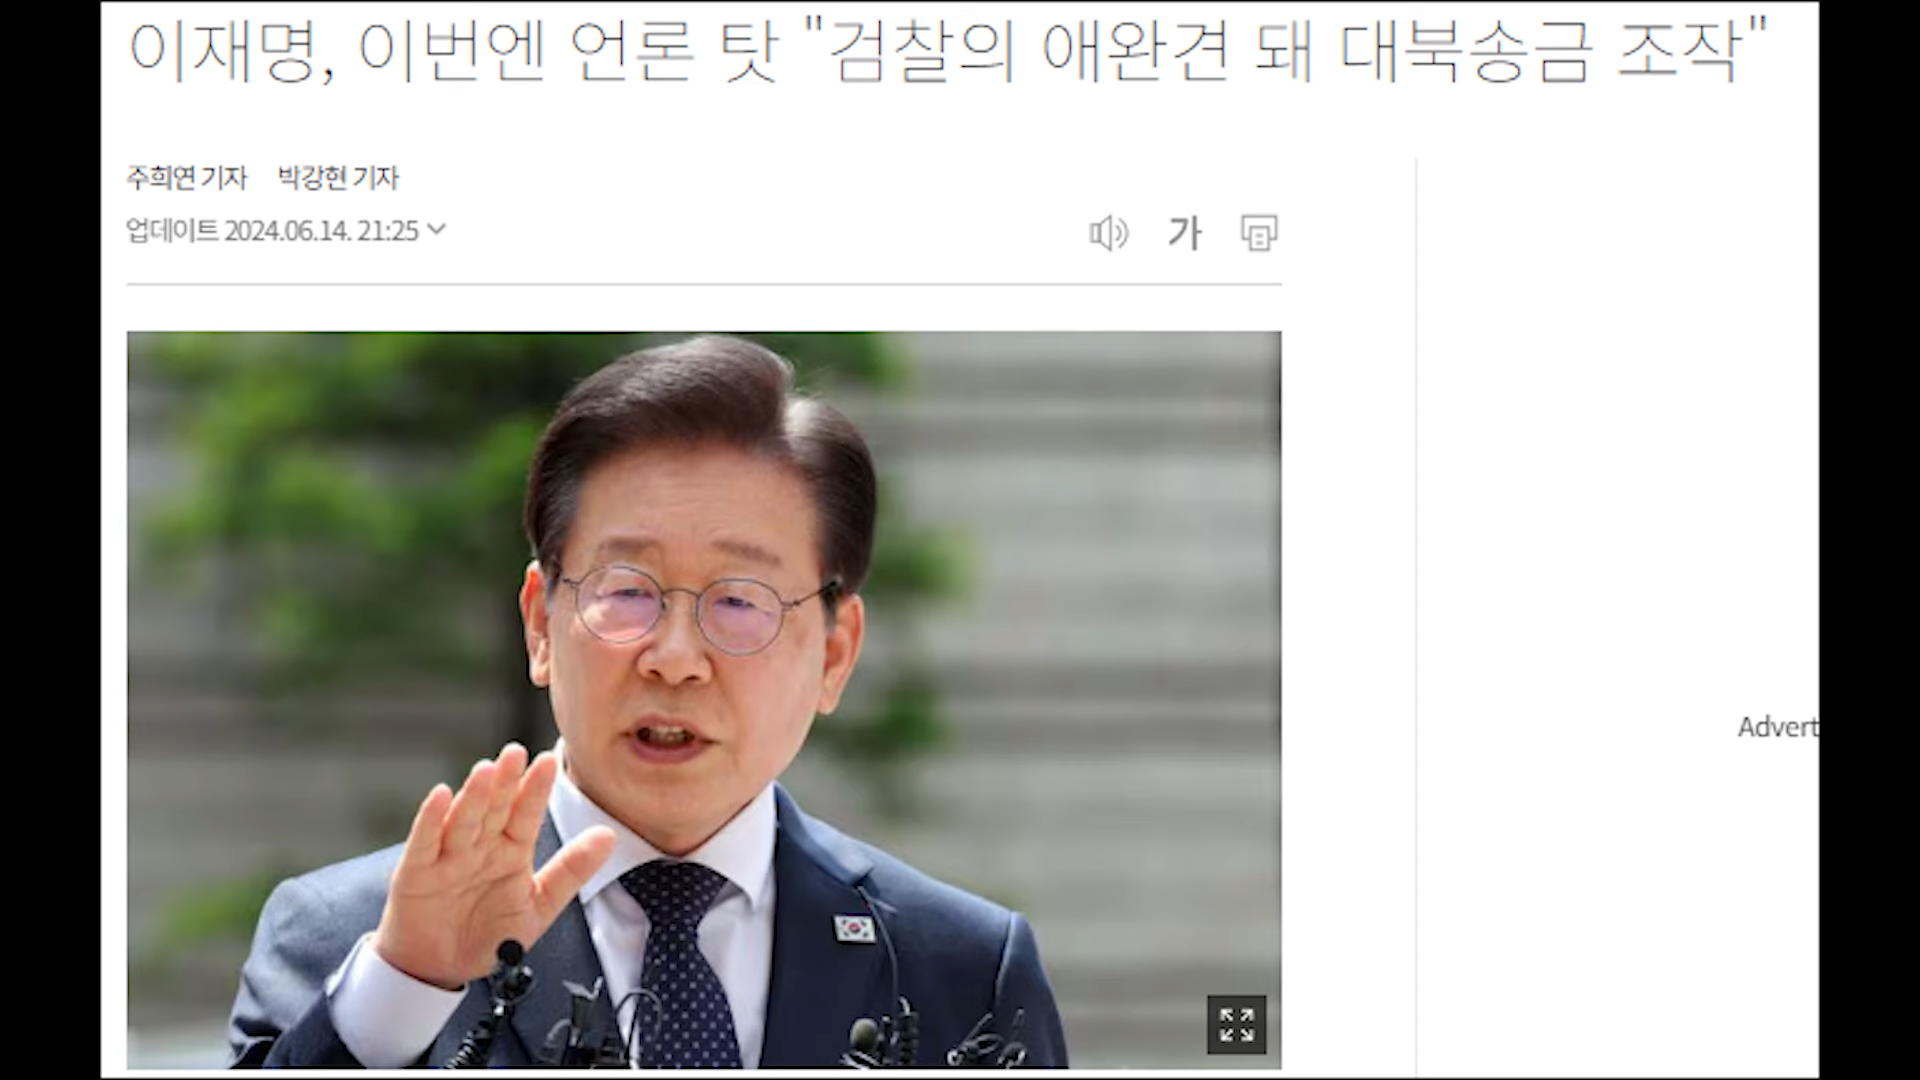 이재명, 이번엔 언론 탓 "검찰의 애완견 돼 대북송금 조작"
주희연 기자 박강현 기자
업데이트 2024.06.14. 21:25
가
Advert